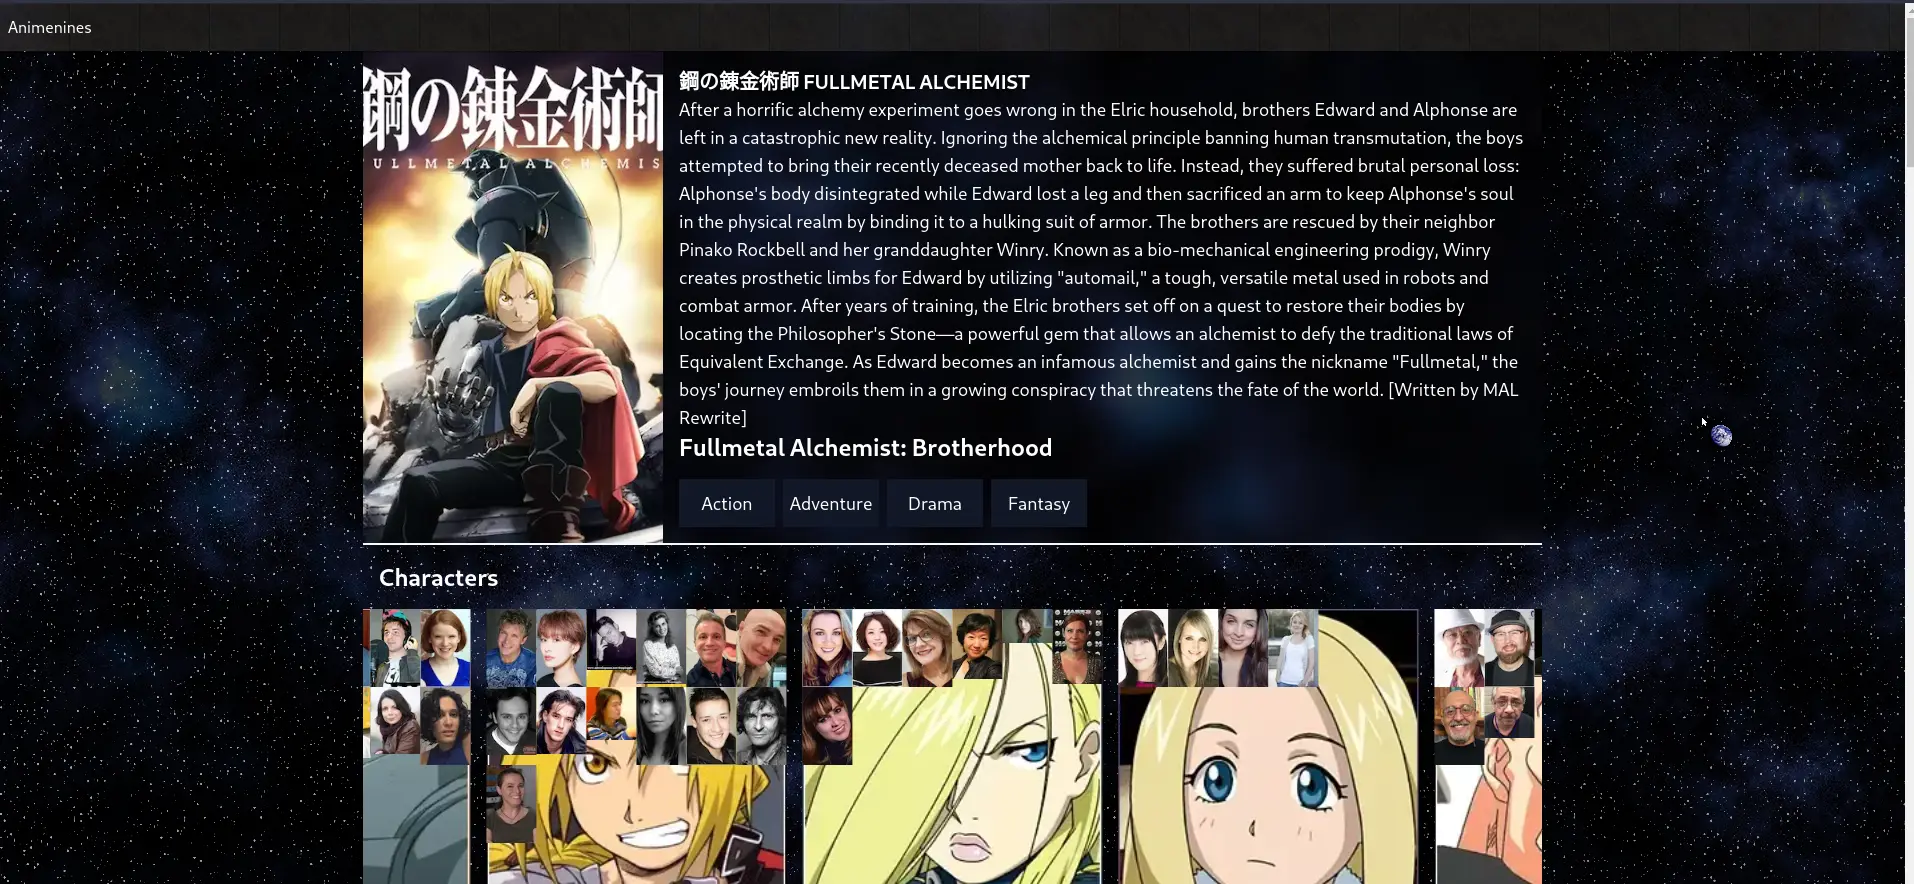 Animenines
鋼の錬金術師
FULLMETAL ALCHEMIS
鋼の錬金術師 FULLMETAL ALCHEMIST
After a horrific alchemy experiment goes wrong in the Elric household, brothers Edward and Alphonse are
left in a catastrophic new reality. Ignoring the alchemical principle banning human transmutation, the boys
attempted to bring their recently deceased mother back to life. Instead, they suffered brutal personal loss:
Alphonse's body disintegrated while Edward lost a leg and then sacrificed an arm to keep Alphonse's soul
in the physical realm by binding it to a hulking suit of armor. The brothers are rescued by their neighbor
Pinako Rockbell and her granddaughter Winry. Known as a bio-mechanical engineering prodigy, Winry
creates prosthetic limbs for Edward by utilizing "automail," a tough, versatile metal used in robots and
combat armor. After years of training, the Elric brothers set off on a quest to restore their bodies by
locating the Philosopher's Stone—a powerful gem that allows an alchemist to defy the traditional laws of
Equivalent Exchange. As Edward becomes an infamous alchemist and gains the nickname "Fullmetal," the
boys' journey embroils them in a growing conspiracy that threatens the fate of the world. [Written by MAL
Rewrite]
Fullmetal Alchemist: Brotherhood
Action
Adventure
Drama
Fantasy
Characters